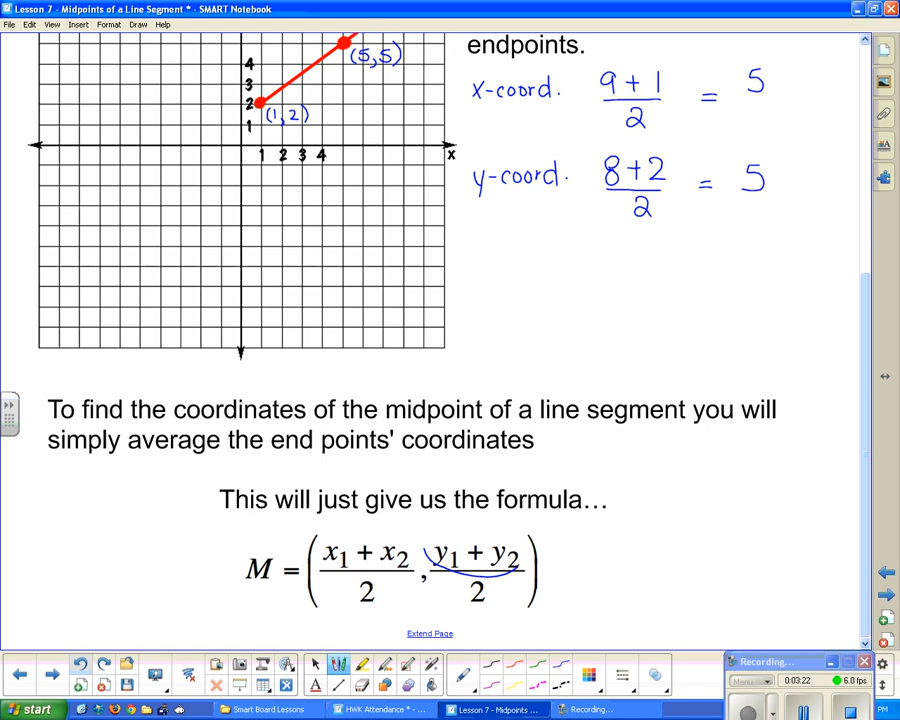 Lesson 7 - Midpoints of a Line Segment * - SMART Notebook
File Edit View Insert Format Draw Help
endpoints.
4
3
2
1
1 2 3 4
x
(5,5)
(1,2)
x-coord. 9+1/2 = 5
y-coord. 8+2/2 = 5
To find the coordinates of the midpoint of a line segment you will
simply average the end points' coordinates
This will just give us the formula…
M = (x₁ + x₂/2, y₁ + y₂/2)
Extend Page
Recording...
Menu
0:03:22
6.0 fps
start
Smart Board Lessons
HWK Attendance * - ...
Lesson 7 - Midpoints ...
Recording...
PM